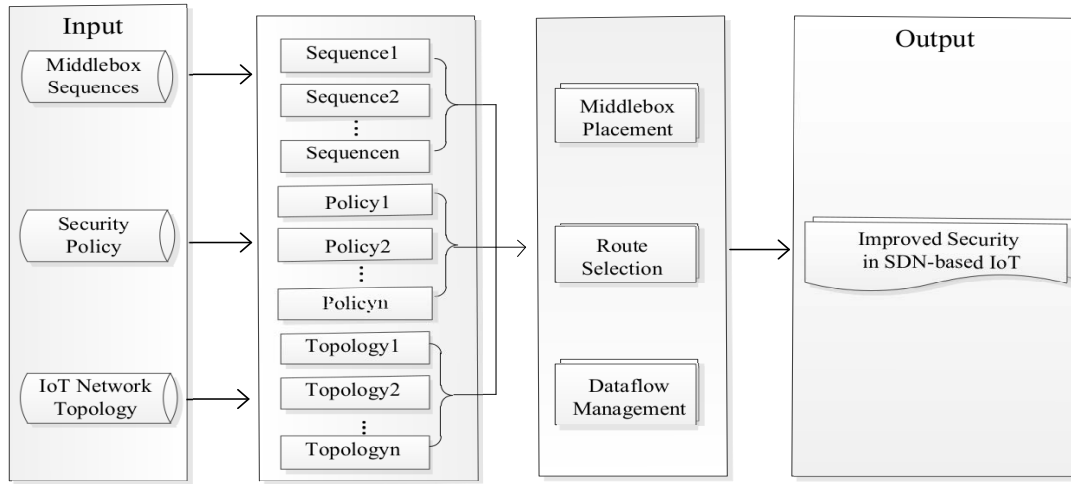 Input
Middlebox
Sequences
Security
Policy
IoT Network
Topology
Sequence1
Sequence2
Sequencen
Policy1
Policy2
Policyn
Topology1
Topology2
Topologyn
Middlebox
Placement
Route
Selection
Dataflow
Management
Output
Improved Security
in SDN-based IoT